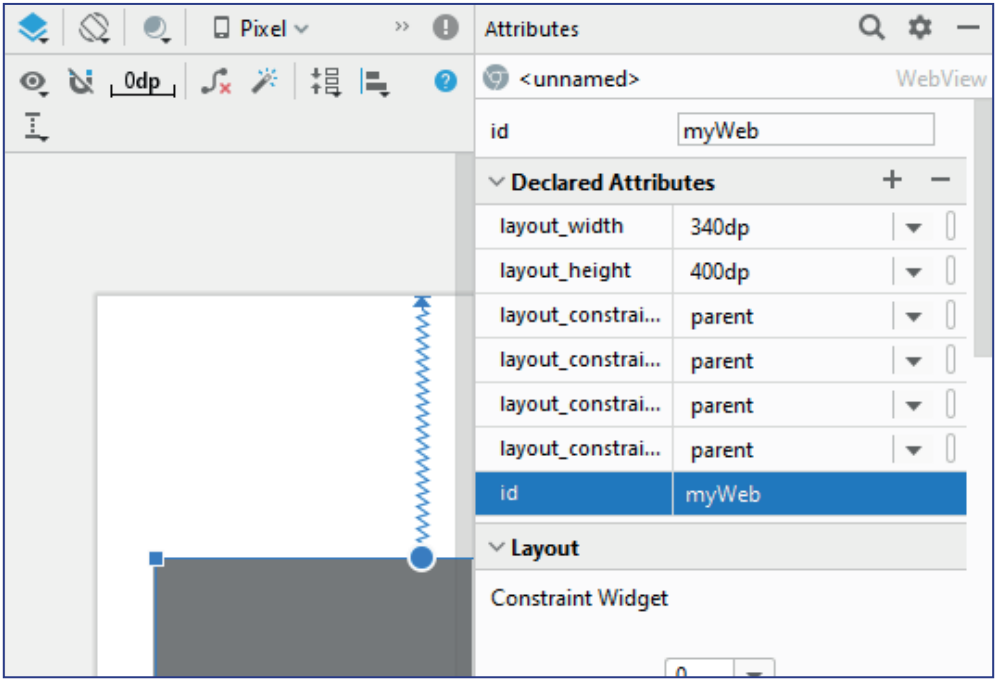 Pixel
Attributes
0dp
<unnamed> WebView
id myWeb
Declared Attributes
layout_width 340dp
layout_height 400dp
layout_constrai... parent
layout_constrai... parent
layout_constrai... parent
layout_constrai... parent
id myWeb
Layout
Constraint Widget